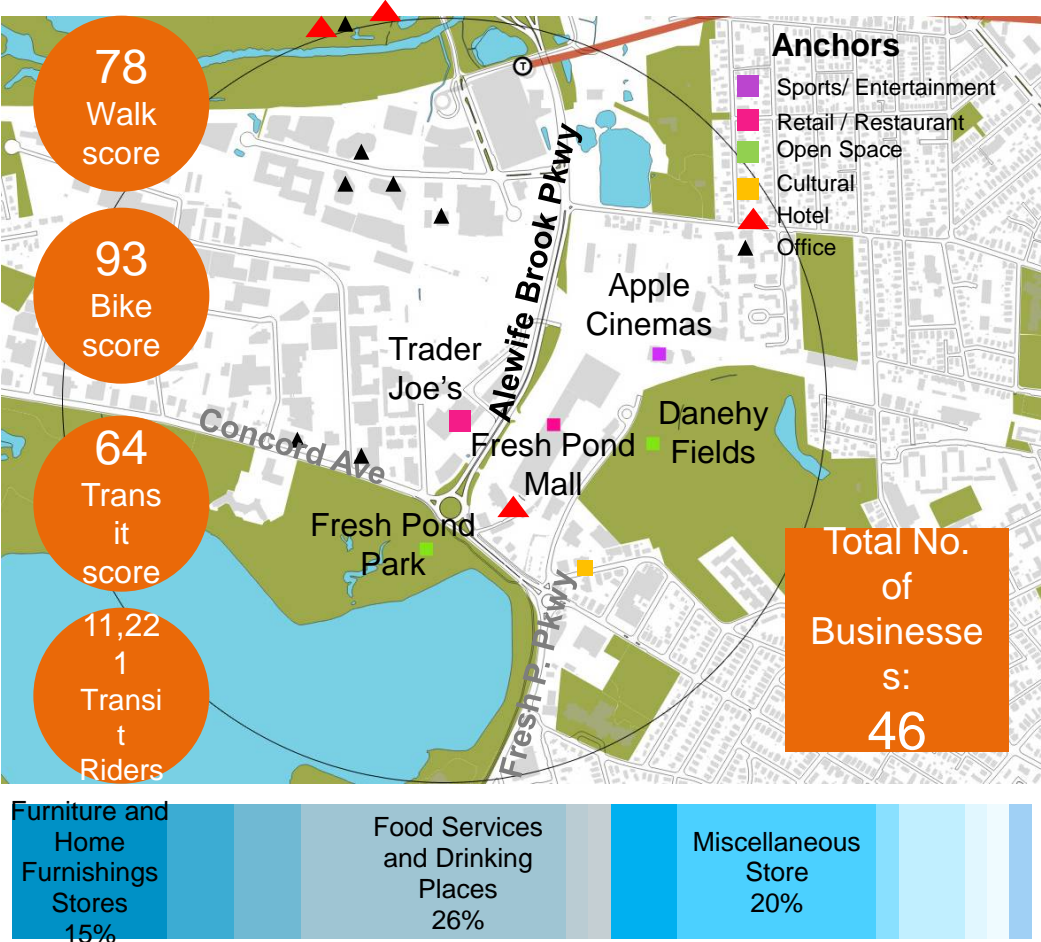 78
Walk
score
93
Bike
score
64
Trans
it
score
11,22
1
Transi
t
Riders
T
Anchors
Sports/ Entertainment
Retail / Restaurant
Open Space
Cultural
Hotel
Office
Alewife Brook Pkwy
Apple
Cinemas
Trader
Joe's
Concord Ave
Fresh Pond
Mall
Danehy
Fields
Fresh Pond
Park
Fresh P. Pkwy
Total No.
of
Businesse
s:
46
Furniture and
Home
Furnishings
Stores
15%
Food Services
and Drinking
Places
26%
Miscellaneous
Store
20%